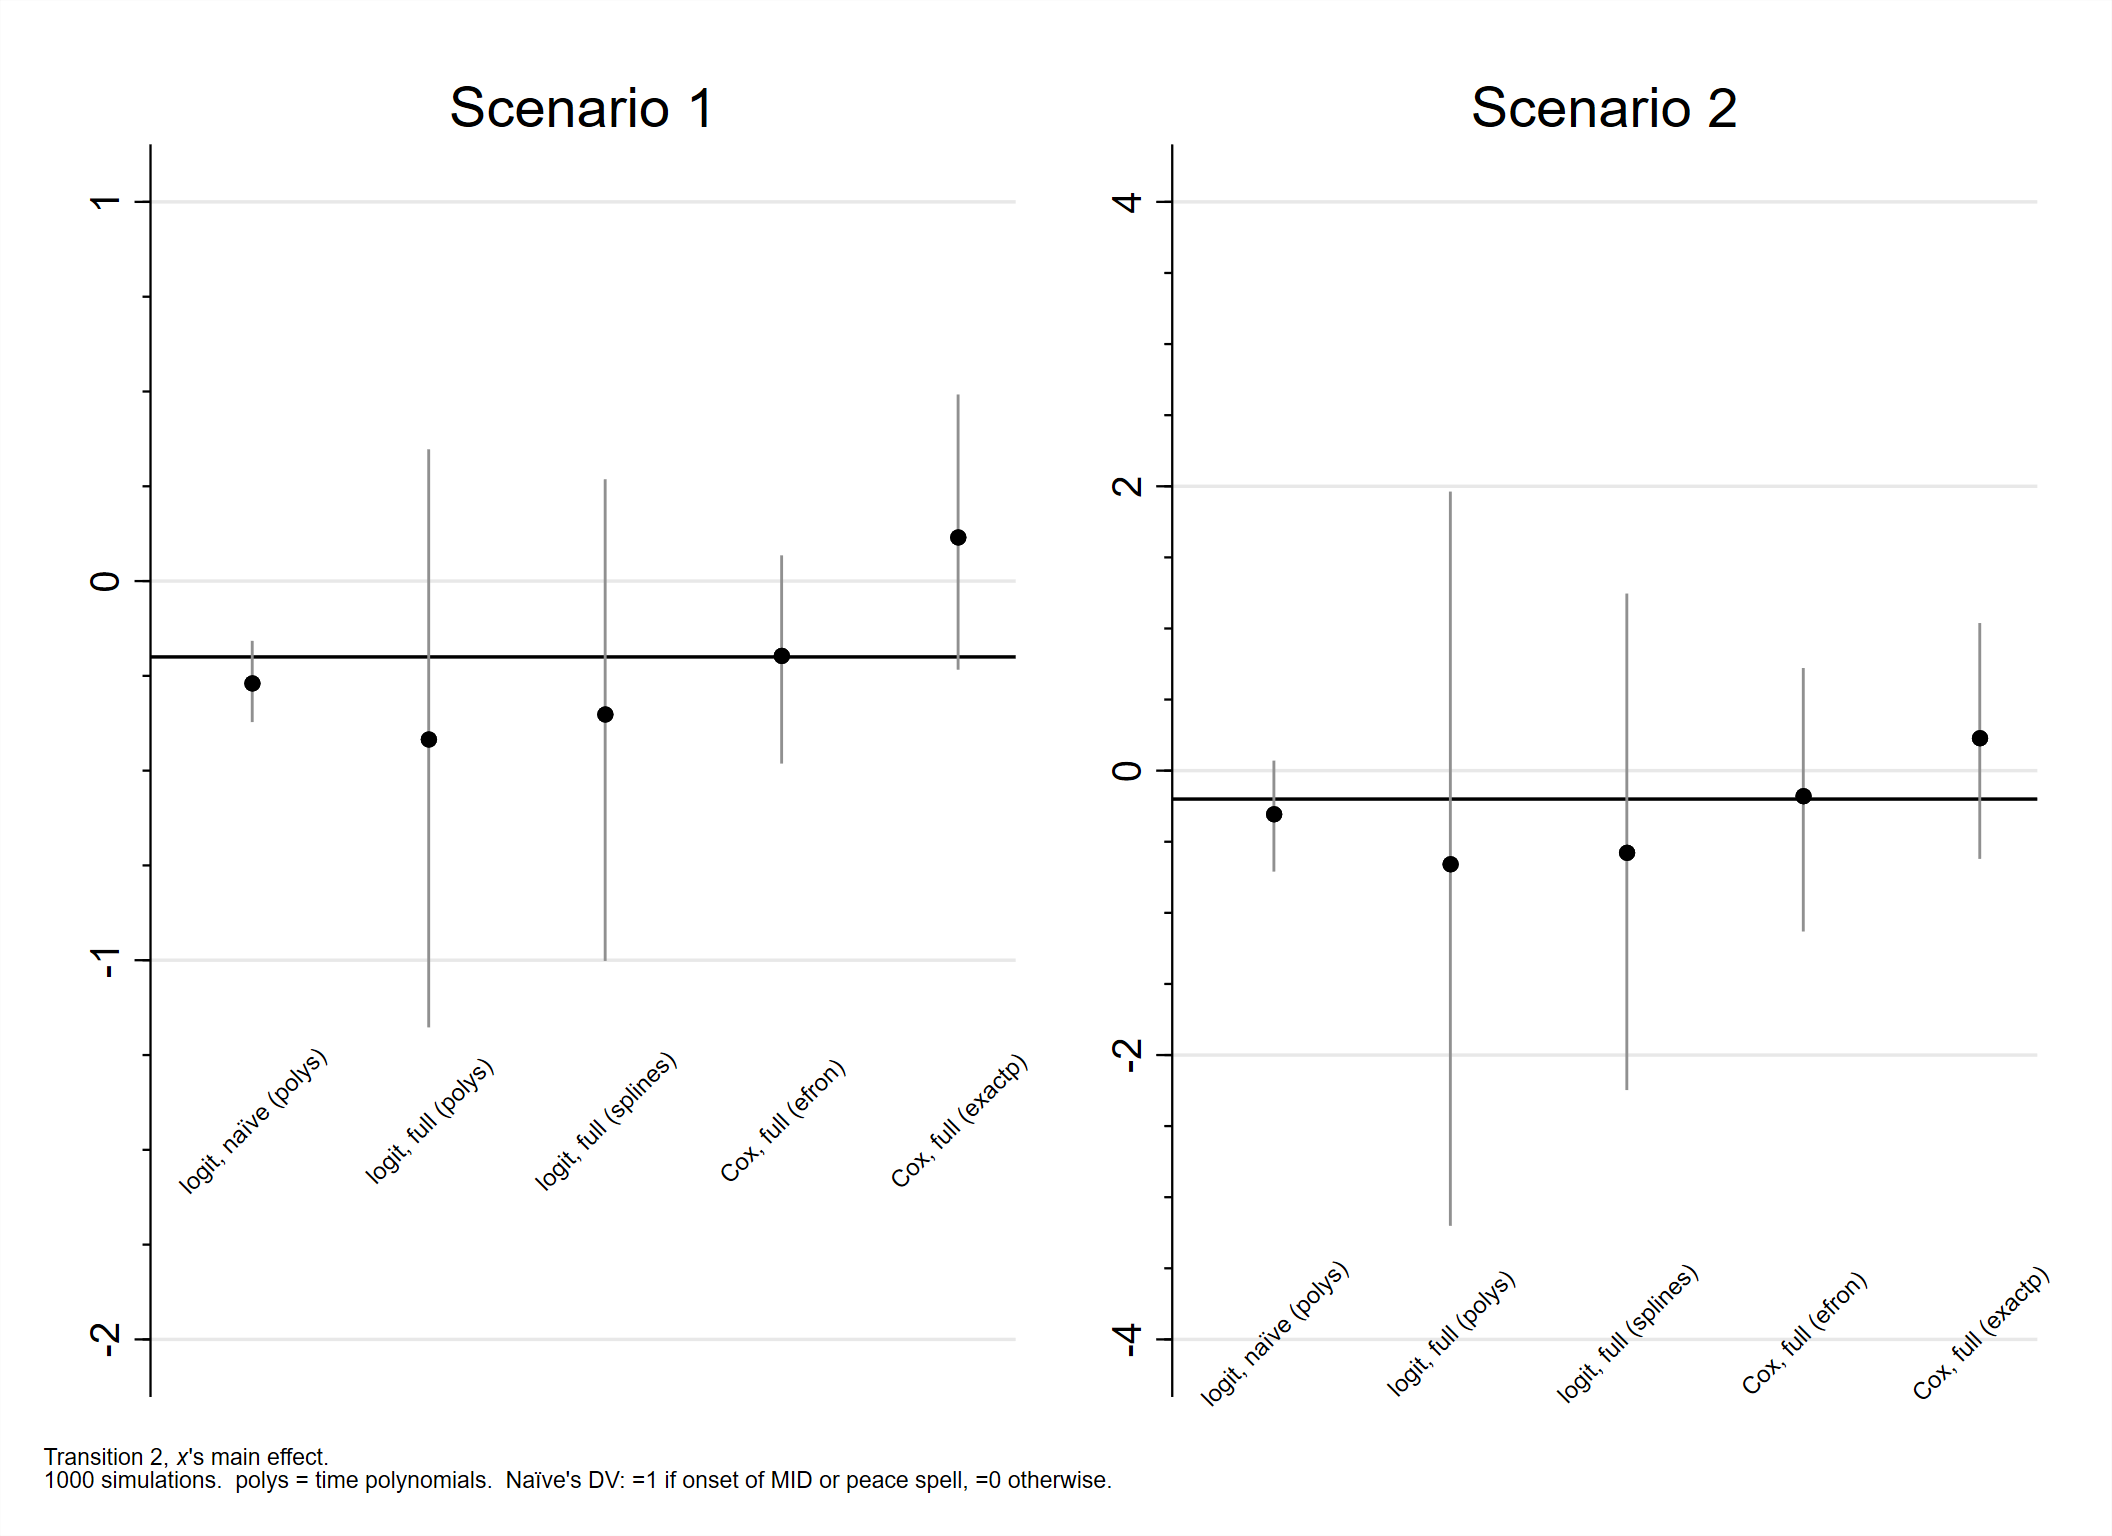 Scenario 1
1
0
-1
-2
logit, naïve (polys)
logit, full (polys)
logit, full (splines)
Cox, full (efron)
Cox, full (exactp)
Scenario 2
4
2
0
-2
-4
logit, naïve (polys)
logit, full (polys)
logit, full (splines)
Cox, full (efron)
Cox, full (exactp)
Transition 2, x's main effect.
1000 simulations.  polys = time polynomials.  Naïve's DV: =1 if onset of MID or peace spell, =0 otherwise.